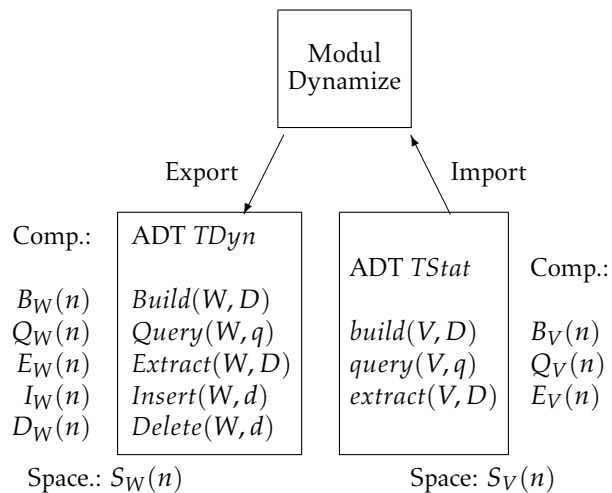 Modul
Dynamize
Export
Import
Comp.:
ADT TDyn
ADT TStat
Comp.:
B_W(n)
Build(W, D)
Q_W(n)
Query(W, q)
build(V, D)
B_V(n)
E_W(n)
Extract(W, D)
query(V, q)
Q_V(n)
I_W(n)
Insert(W, d)
extract(V, D)
E_V(n)
D_W(n)
Delete(W, d)
Space.: S_W(n)
Space: S_V(n)